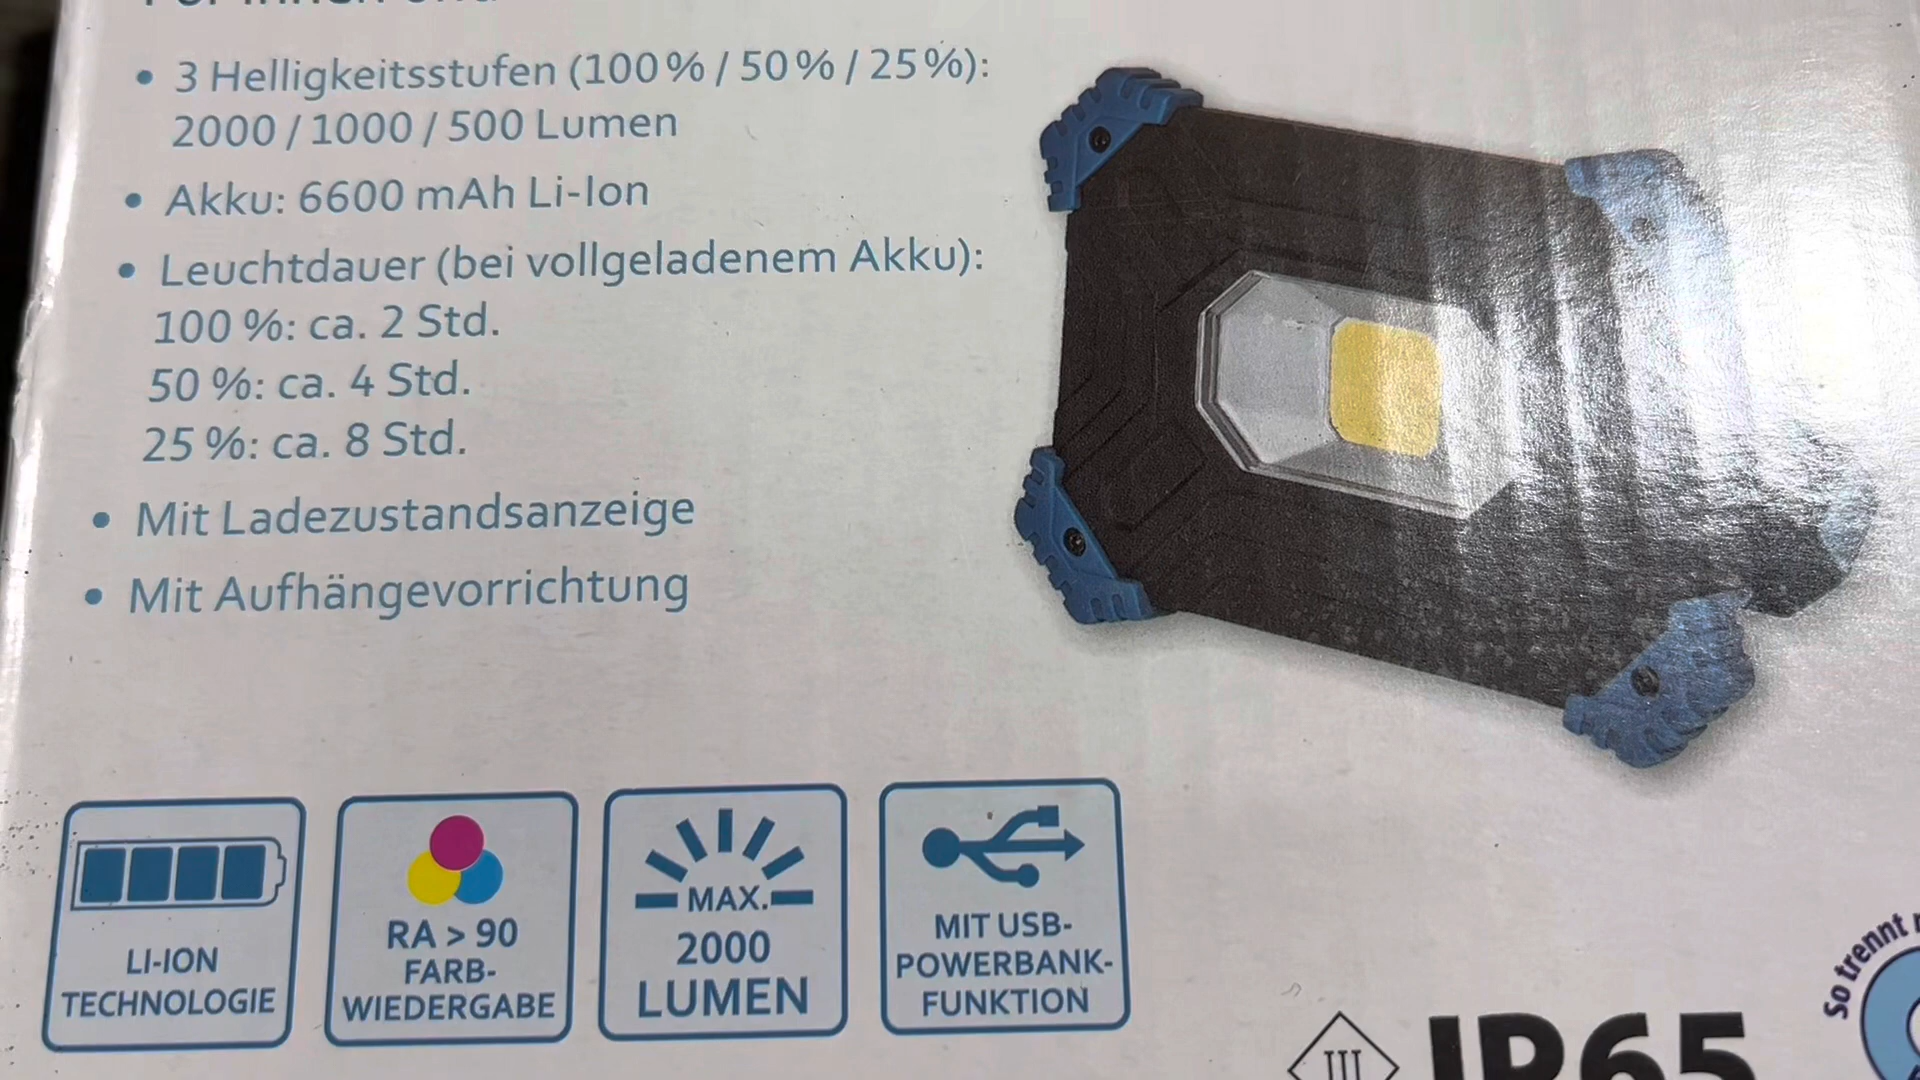 • 3 Helligkeitsstufen (100 % / 50 % / 25 %):
2000 / 1000 / 500 Lumen
• Akku: 6600 mAh Li-Ion
• Leuchtdauer (bei vollgeladenem Akku):
100 %: ca. 2 Std.
50 %: ca. 4 Std.
25 %: ca. 8 Std.
• Mit Ladezustandsanzeige
• Mit Aufhängevorrichtung
LI-ION
TECHNOLOGIE
RA > 90
FARB-
WIEDERGABE
MAX.
2000
LUMEN
MIT USB-
POWERBANK-
FUNKTION
III
IP65
So trennt